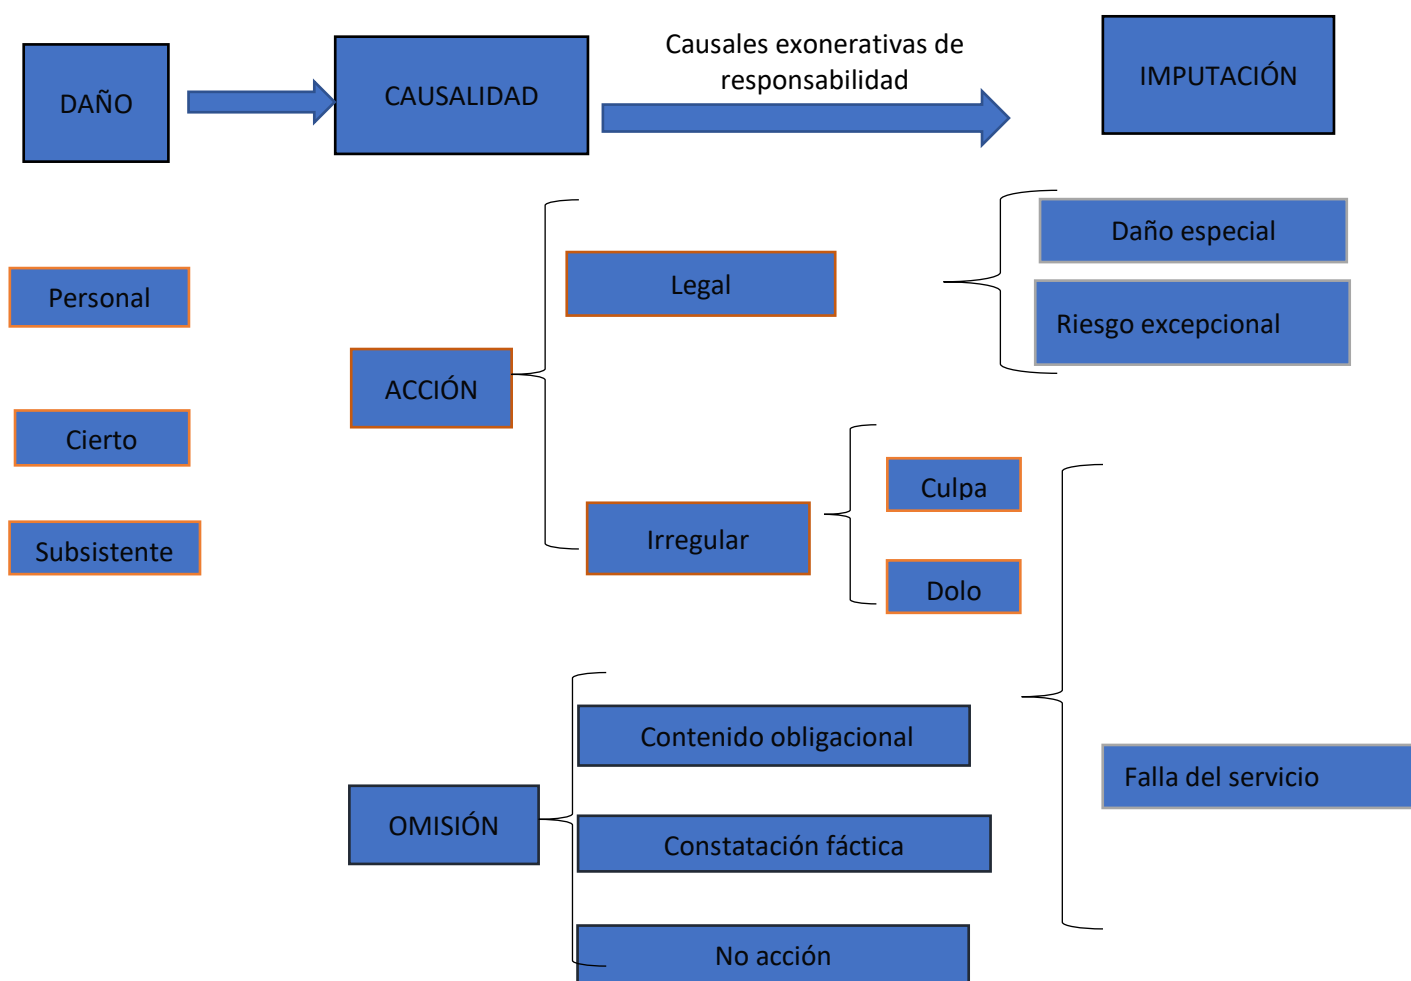 DAÑO
CAUSALIDAD
Causales exonerativas de
responsabilidad
IMPUTACIÓN
Personal
Cierto
Subsistente
ACCIÓN
Legal
Daño especial
Riesgo excepcional
Irregular
Culpa
Dolo
OMISIÓN
Contenido obligacional
Constatación fáctica
No acción
Falla del servicio